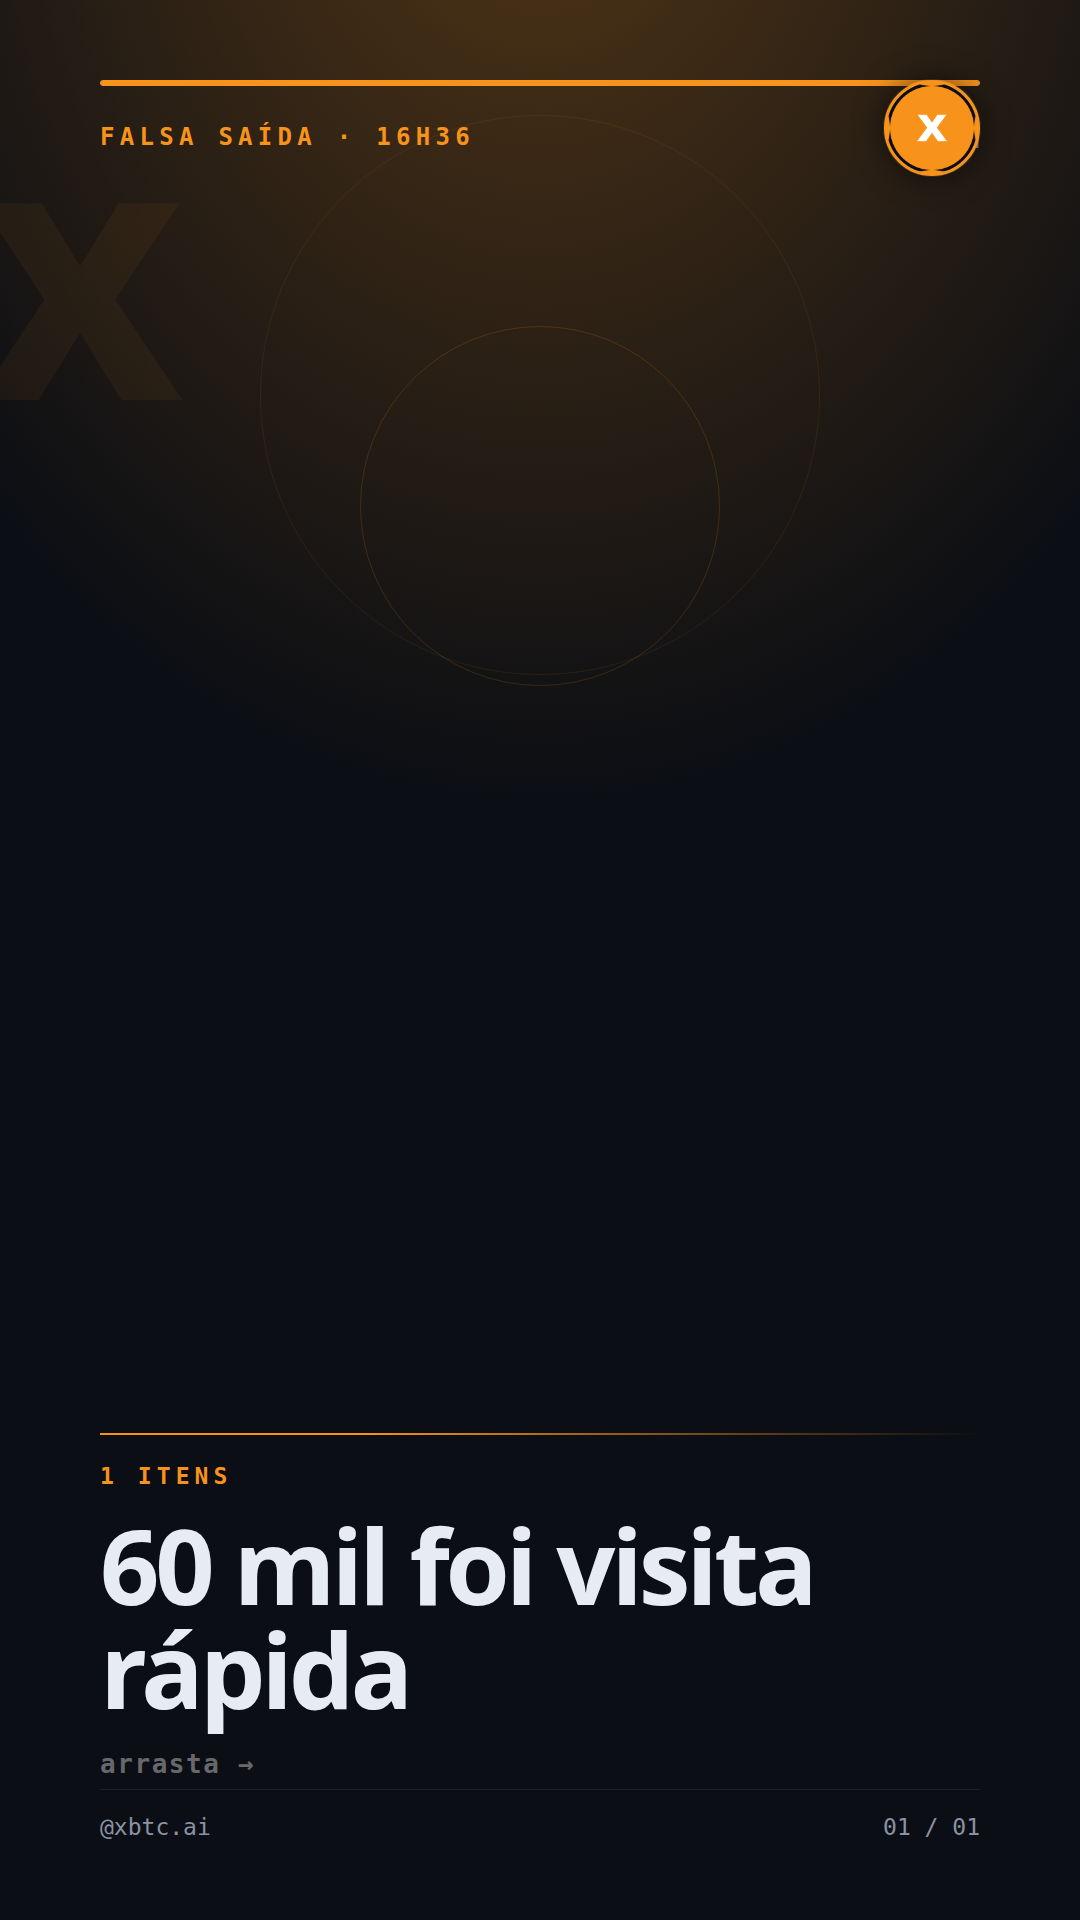 FALSA SAÍDA · 16H36
X
X
1 ITENS
60 mil foi visita
rápida
arrasta →
@xbtc.ai
01 / 01